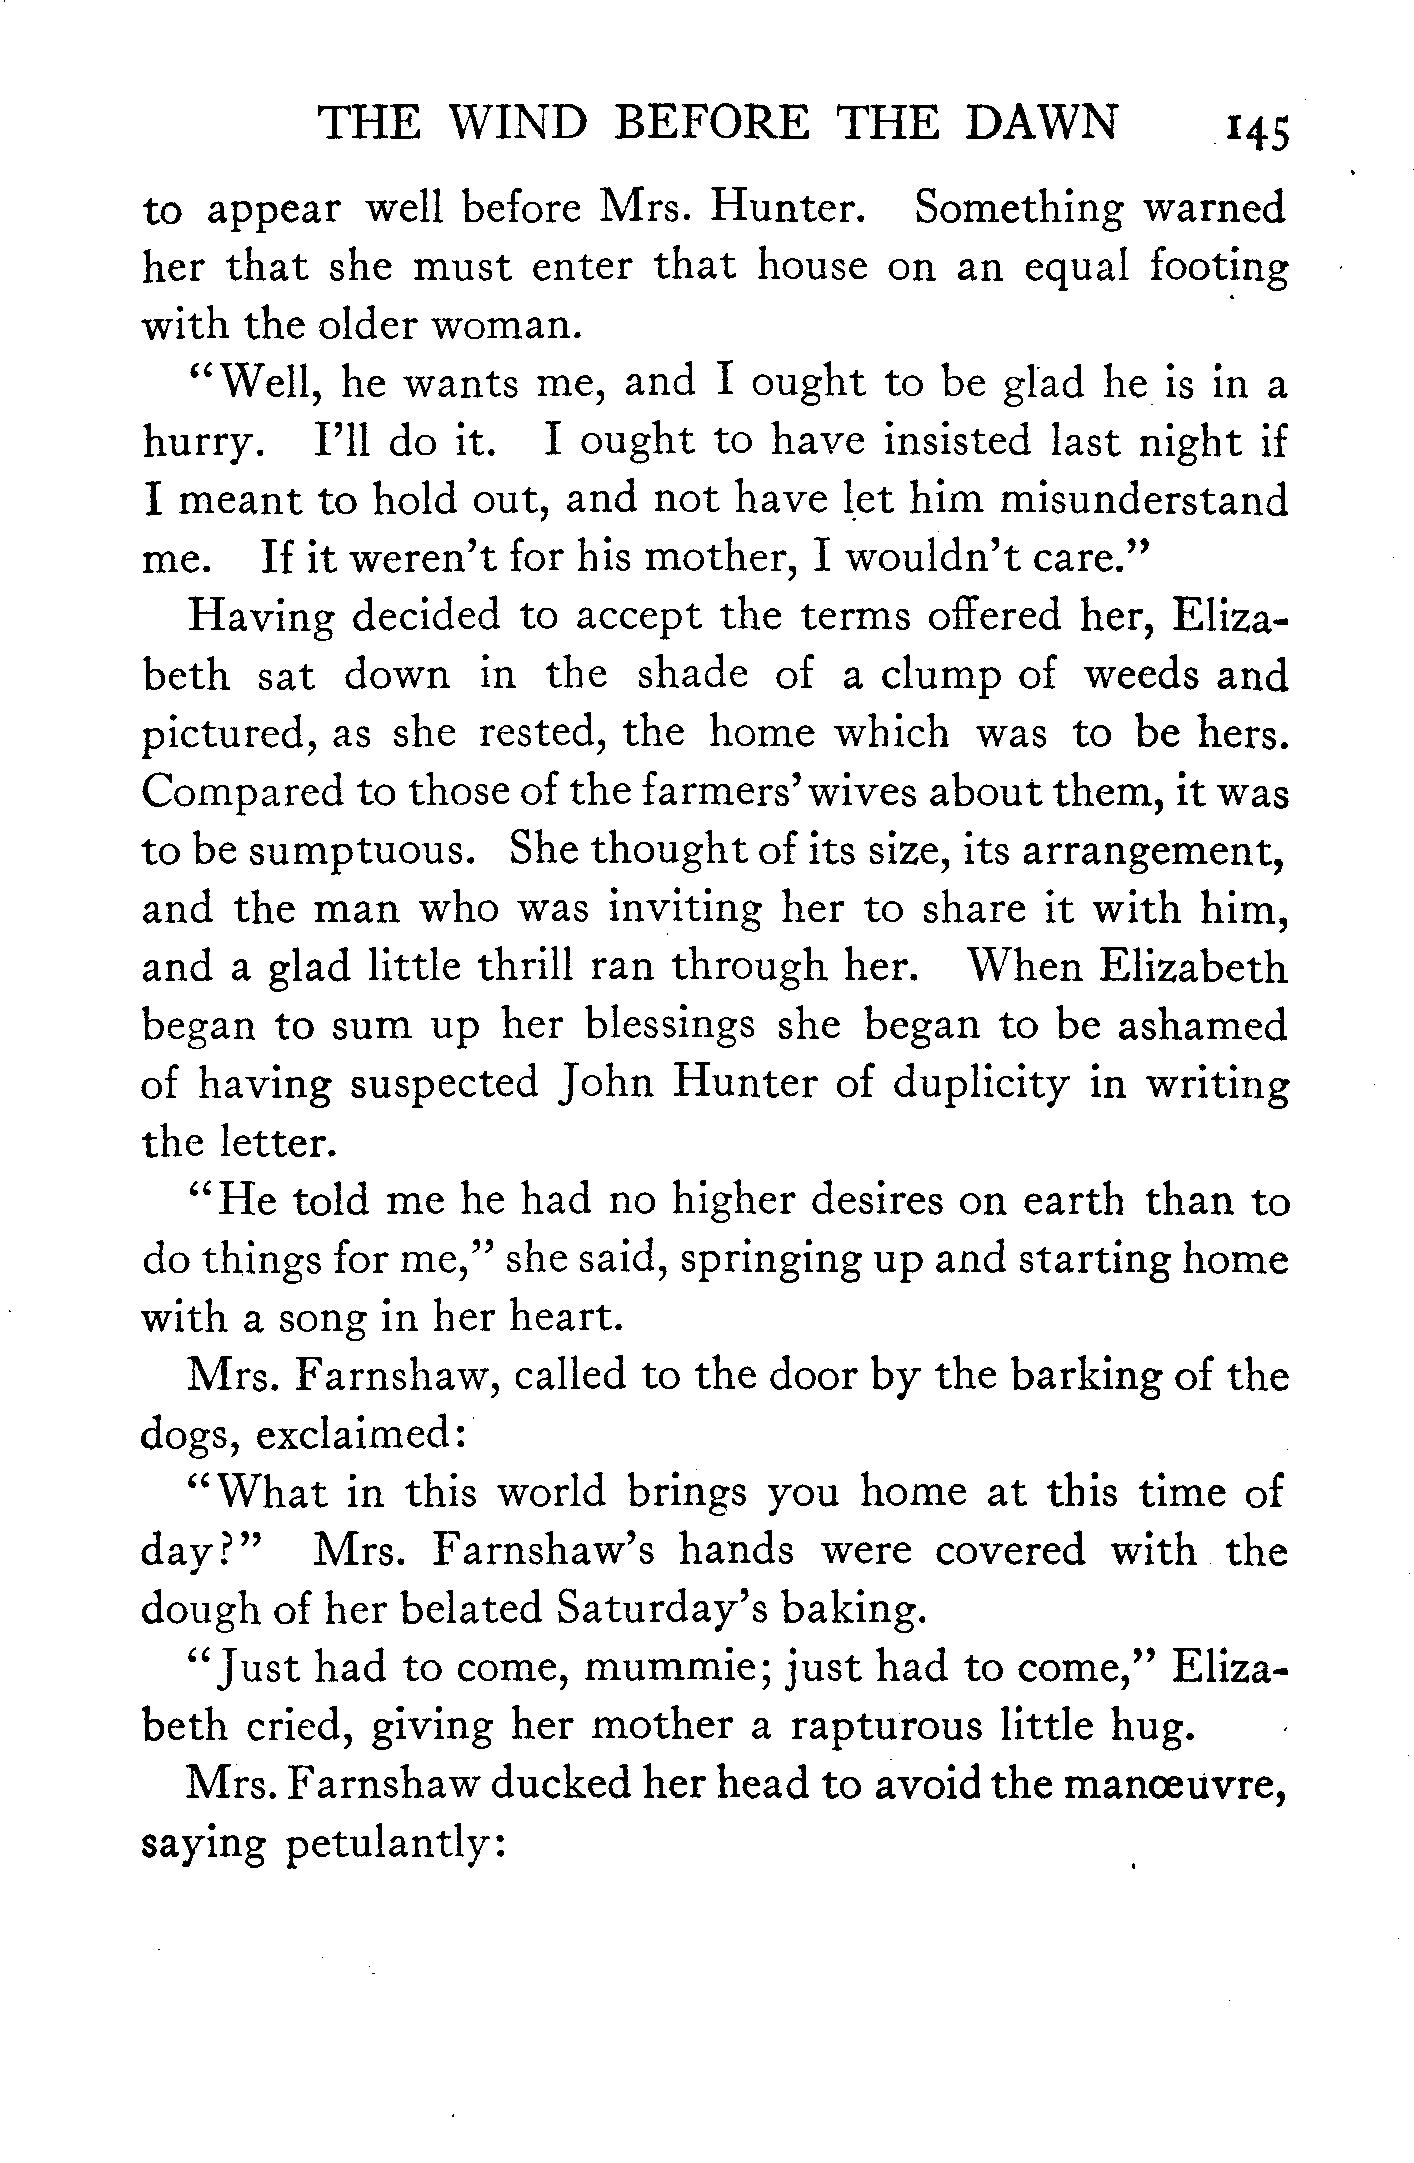 THE WIND BEFORE THE DAWN 145
to appear well before Mrs. Hunter. Something warned
her that she must enter that house on an equal footing
with the older woman.
“Well, he wants me, and I ought to be glad he is in a
hurry. I’ll do it. I ought to have insisted last night if
I meant to hold out, and not have let him misunderstand
me. If it weren’t for his mother, I wouldn’t care.”
Having decided to accept the terms offered her, Eliza-
beth sat down in the shade of a clump of weeds and
pictured, as she rested, the home which was to be hers.
Compared to those of the farmers’ wives about them, it was
to be sumptuous. She thought of its size, its arrangement,
and the man who was inviting her to share it with him,
and a glad little thrill ran through her. When Elizabeth
began to sum up her blessings she began to be ashamed
of having suspected John Hunter of duplicity in writing
the letter.
“He told me he had no higher desires on earth than to
do things for me,” she said, springing up and starting home
with a song in her heart.
Mrs. Farnshaw, called to the door by the barking of the
dogs, exclaimed:
“What in this world brings you home at this time of
day?” Mrs. Farnshaw’s hands were covered with the
dough of her belated Saturday’s baking.
“Just had to come, mummie; just had to come,” Eliza-
beth cried, giving her mother a rapturous little hug.
Mrs. Farnshaw ducked her head to avoid the manœuvre,
saying petulantly: